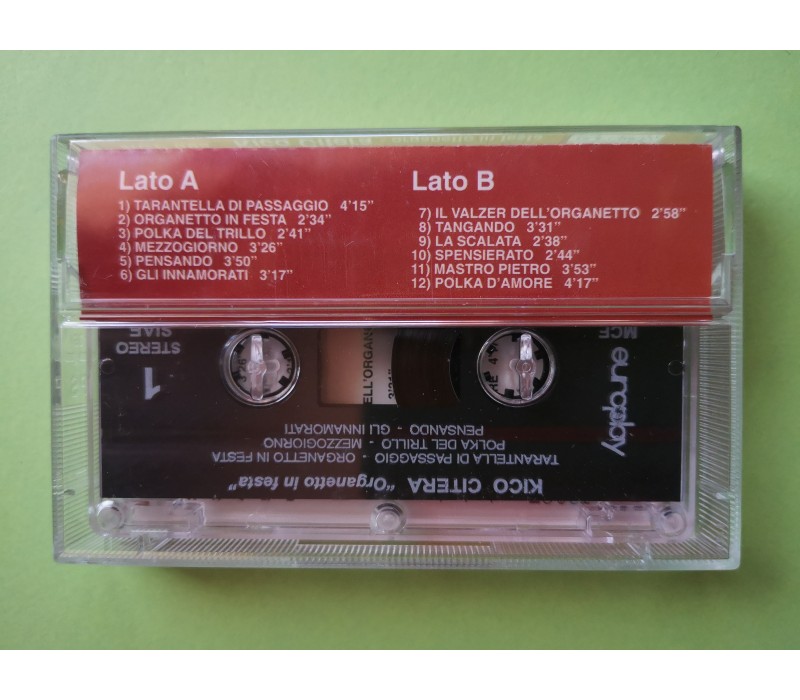 Lato A
1) TARANTELLA DI PASSAGGIO 4'15"
2) ORGANETTO IN FESTA 2'34"
3) POLKA DEL TRILLO 2'41"
4) MEZZOGIORNO 3'26"
5) PENSANDO 3'50"
6) GLI INNAMORATI 3'17"
Lato B
7) IL VALZER DELL'ORGANETTO 2'58"
8) TANGANDO 3'31"
9) LA SCALATA 2'38"
10) SPENSIERATO 2'44"
11) MASTRO PIETRO 3'53"
12) POLKA D'AMORE 4'17"
KICO CITERA "Organetto in festa"
TARANTELLA DI PASSAGGIO - ORGANETTO IN FESTA
POLKA DEL TRILLO - MEZZOGIORNO
PENSANDO - GLI INNAMORATI
europlay
MCE
1
STEREO
SIAE
ELL'ORGAN
3'31"